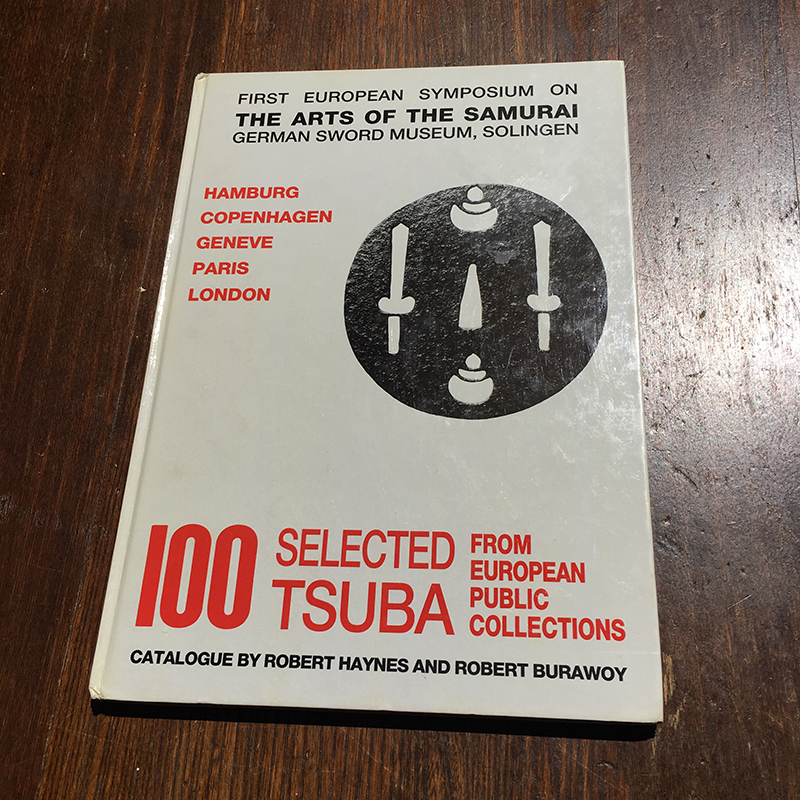 FIRST EUROPEAN SYMPOSIUM ON
THE ARTS OF THE SAMURAI
GERMAN SWORD MUSEUM, SOLINGEN
HAMBURG
COPENHAGEN
GENEVE
PARIS
LONDON
100 SELECTED TSUBA
FROM
EUROPEAN
PUBLIC
COLLECTIONS
CATALOGUE BY ROBERT HAYNES AND ROBERT BURAWOY